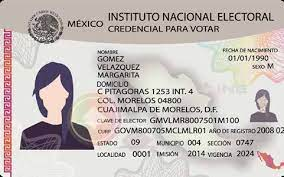 MÉXICO INSTITUTO NACIONAL ELECTORAL
CREDENCIAL PARA VOTAR
NOMBRE
GOMEZ
VELAZQUEZ
MARGARITA
FECHA DE NACIMIENTO
01/01/1990
SEXO M
DOMICILIO
C PITAGORAS 1253 INT. 4
COL. MORELOS 04800
CUAJIMALPA DE MORELOS, D.F.
CLAVE DE ELECTOR GMVLMR8007501M100
CURP GOVM800705MCLMLR01 AÑO DE REGISTRO 2008 02
ESTADO 09 MUNICIPIO 004 SECCIÓN 0747
LOCALIDAD 0001 EMISIÓN 2014 VIGENCIA 2024